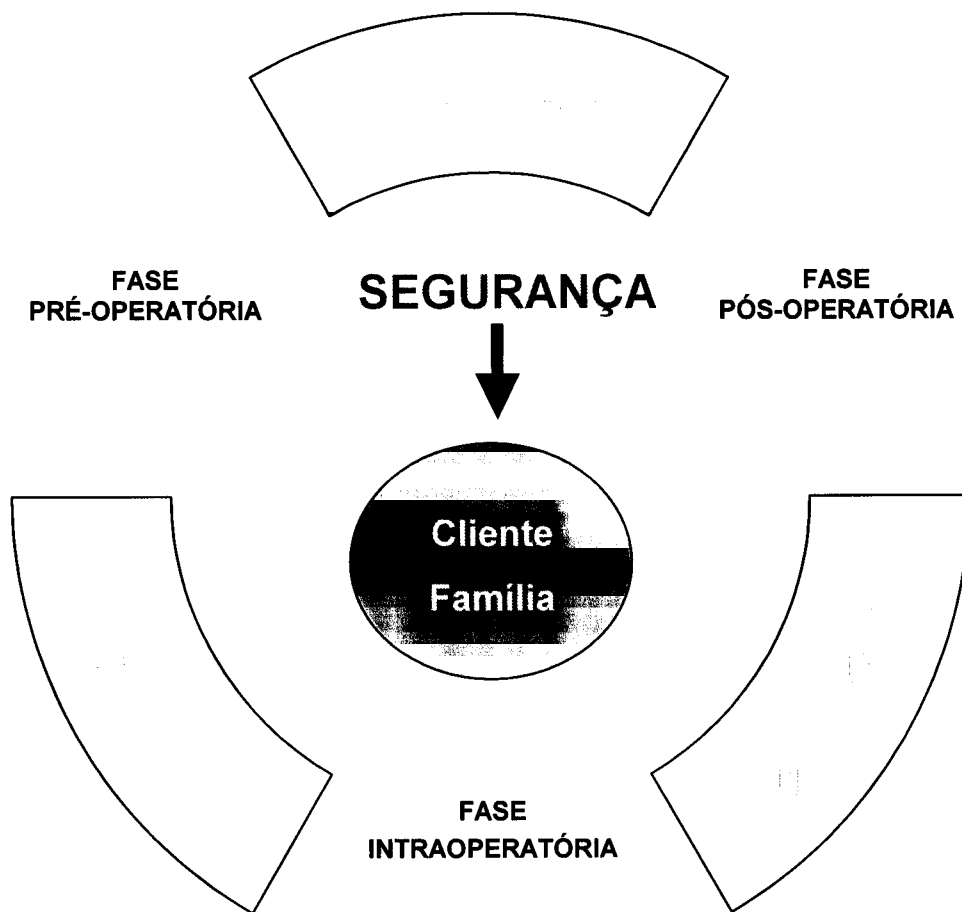 FASE
PRÉ-OPERATÓRIA
SEGURANÇA
FASE
PÓS-OPERATÓRIA
Cliente
Família
FASE
INTRAOPERATÓRIA